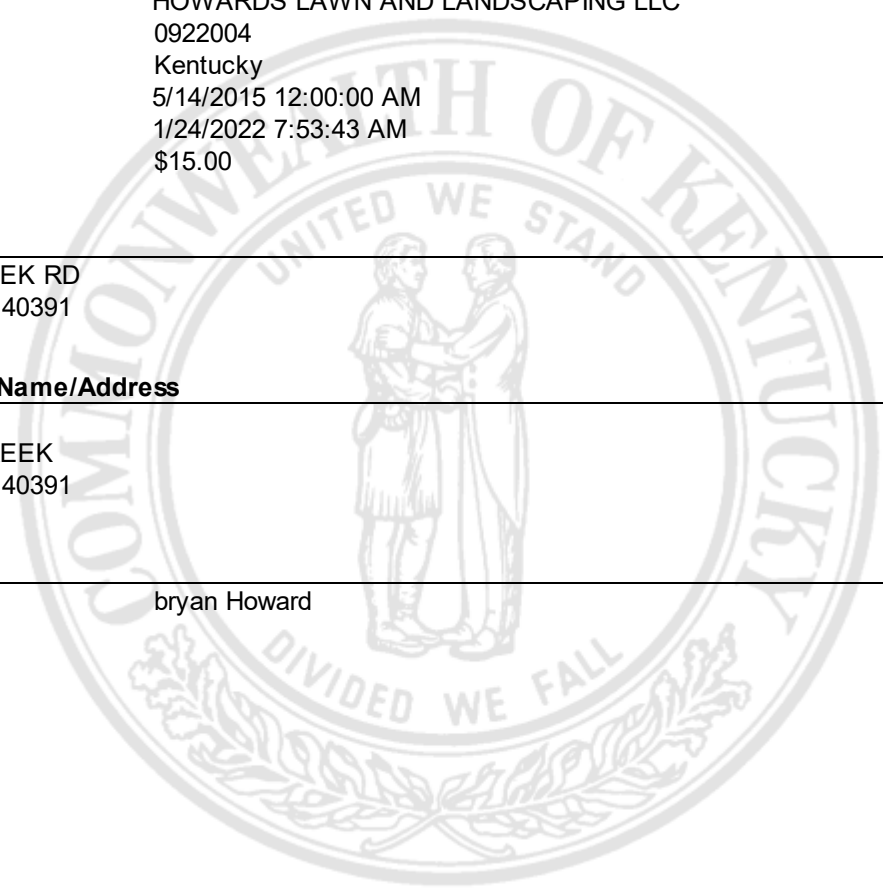 HOWARDS LAWN AND LANDSCAPING LLC
0922004
Kentucky
5/14/2015 12:00:00 AM
1/24/2022 7:53:43 AM
$15.00
COMMONWEALTH OF KENTUCKY
UNITED WE STAND
EK RD
40391
Name/Address
EEK
40391
bryan Howard
DIVIDED WE FALL